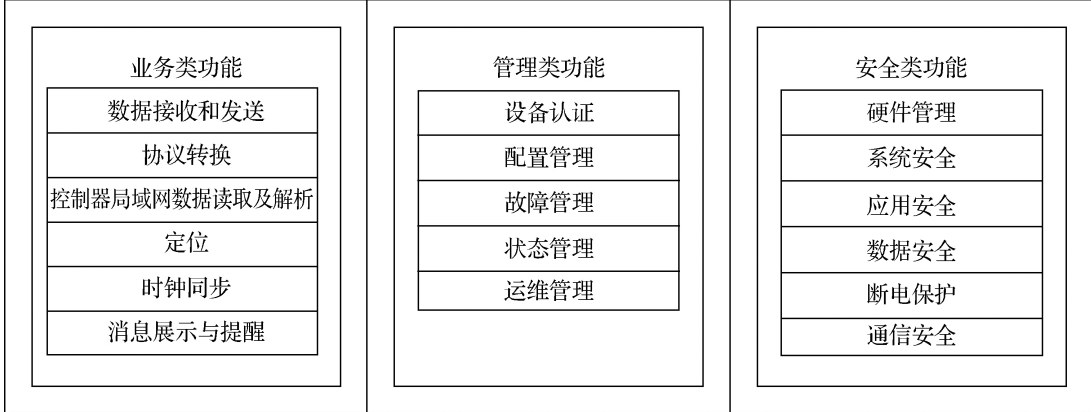 业务类功能
数据接收和发送
协议转换
控制器局域网数据读取及解析
定位
时钟同步
消息展示与提醒
管理类功能
设备认证
配置管理
故障管理
状态管理
运维管理
安全类功能
硬件管理
系统安全
应用安全
数据安全
断电保护
通信安全